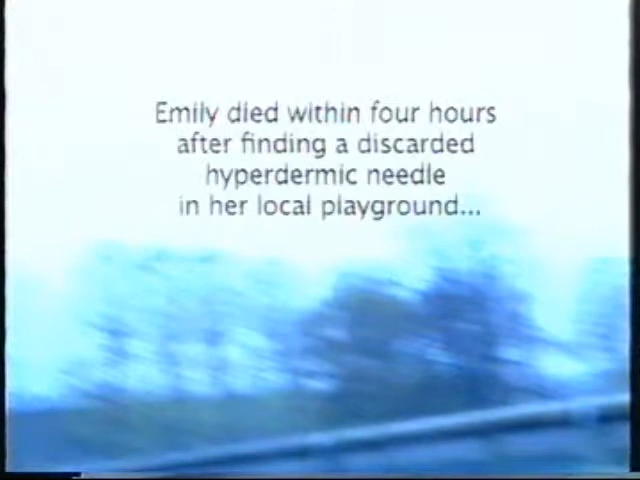 Emily died within four hours
after finding a discarded
hyperdermic needle
in her local playground...